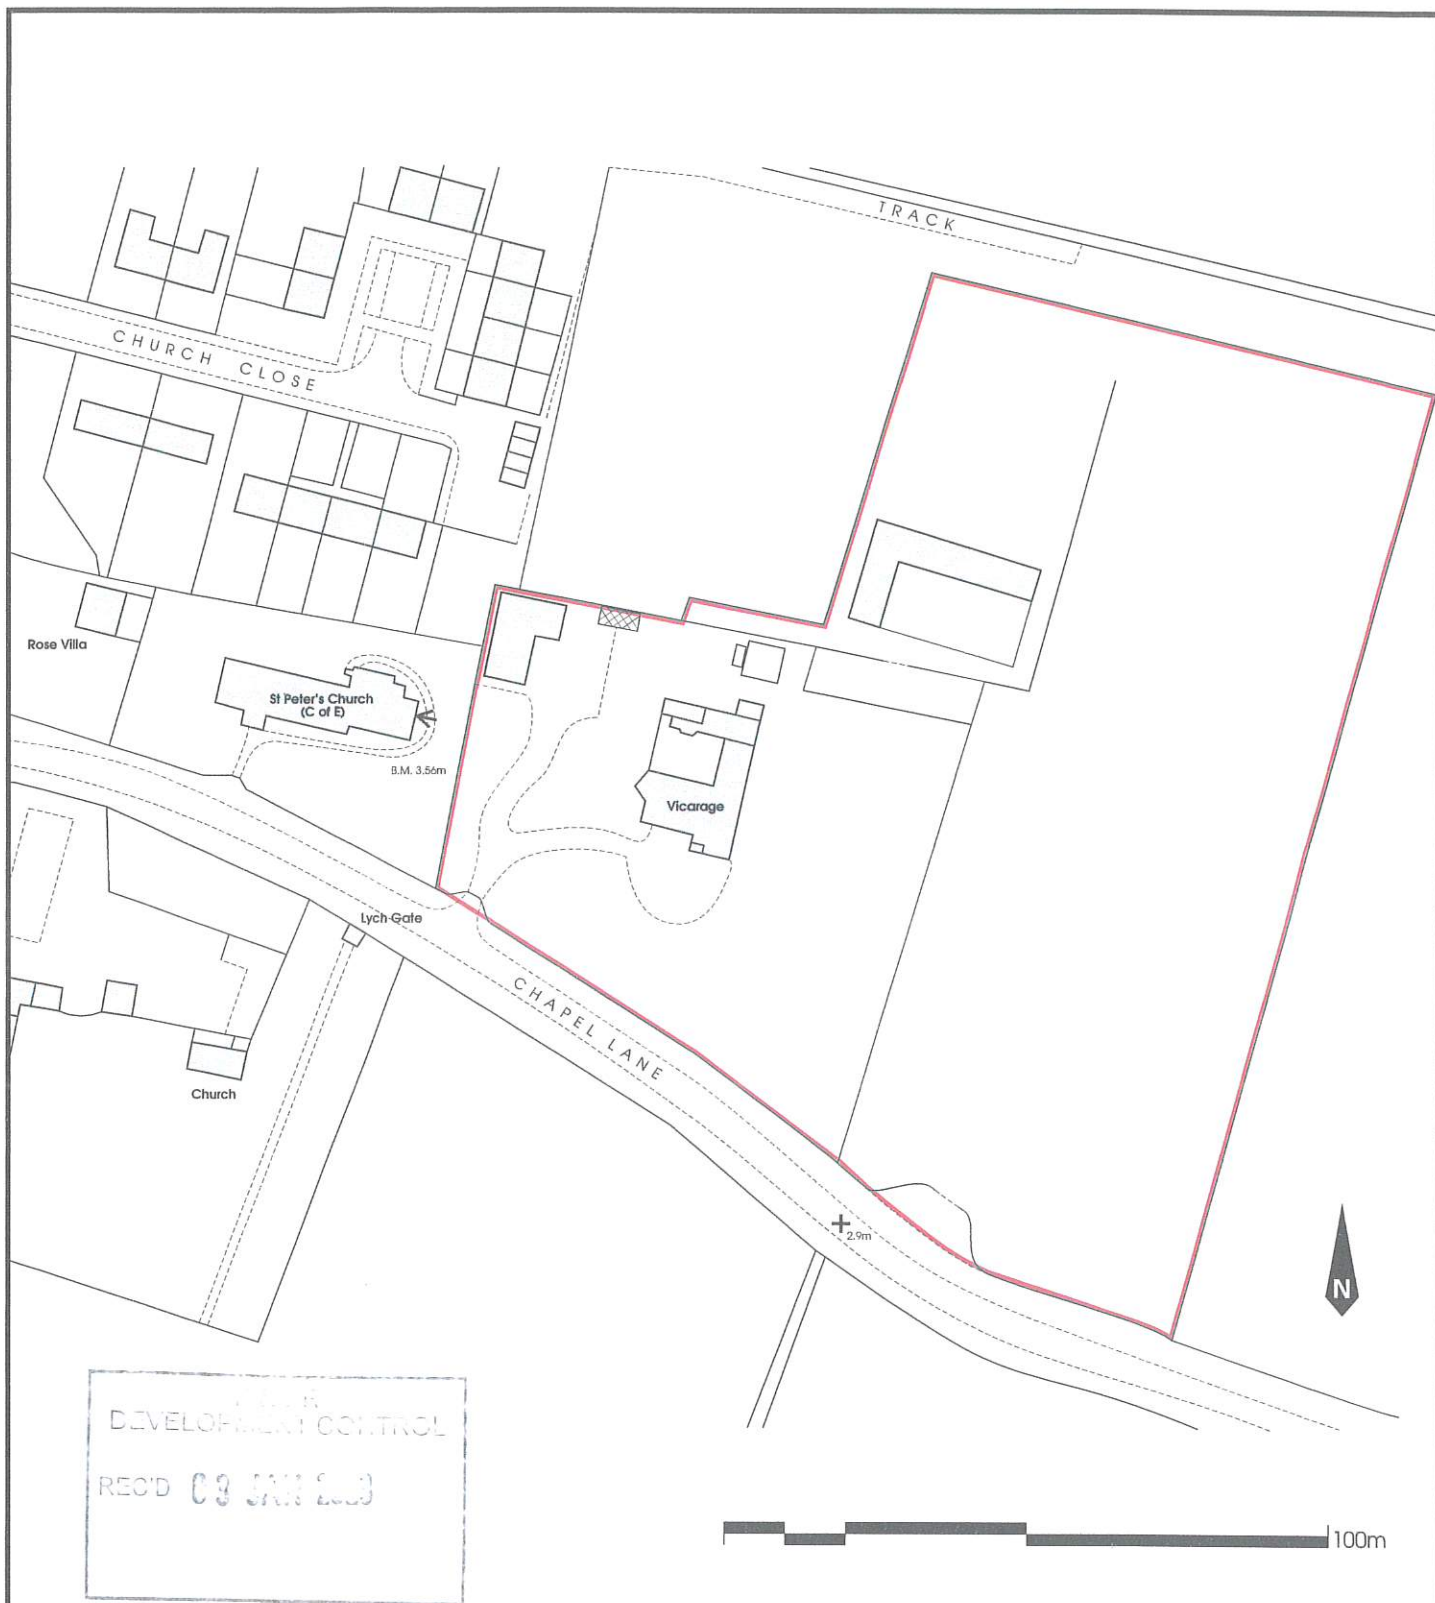 TRACK
CHURCH CLOSE
Rose Villa
St Peter's Church
(C of E)
B.M. 3.56m
Vicarage
Lych-Gate
CHAPEL LANE
Church
2.9m
N
DEVELOPMENT CONTROL
REC'D JAN
100m